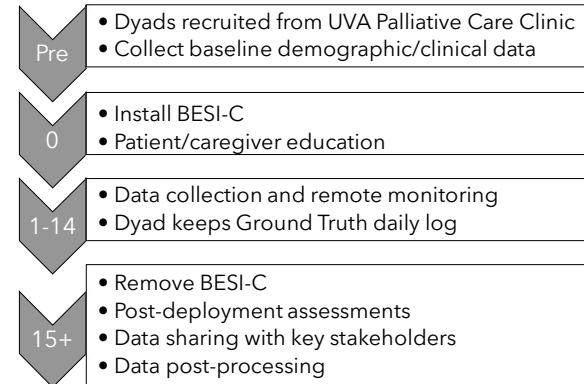 Pre
• Dyads recruited from UVA Palliative Care Clinic
• Collect baseline demographic/clinical data
0
• Install BESI-C
• Patient/caregiver education
1-14
• Data collection and remote monitoring
• Dyad keeps Ground Truth daily log
15+
• Remove BESI-C
• Post-deployment assessments
• Data sharing with key stakeholders
• Data post-processing